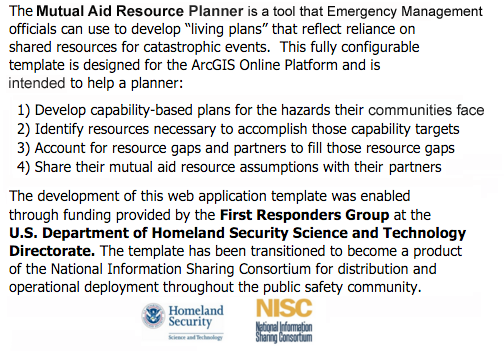 The Mutual Aid Resource Planner is a tool that Emergency Management
officials can use to develop “living plans” that reflect reliance on
shared resources for catastrophic events.  This fully configurable
template is designed for the ArcGIS Online Platform and is
intended to help a planner:
1) Develop capability-based plans for the hazards their communities face
2) Identify resources necessary to accomplish those capability targets
3) Account for resource gaps and partners to fill those resource gaps
4) Share their mutual aid resource assumptions with their partners
The development of this web application template was enabled
through funding provided by the First Responders Group at the
U.S. Department of Homeland Security Science and Technology
Directorate. The template has been transitioned to become a product
of the National Information Sharing Consortium for distribution and
operational deployment throughout the public safety community.
Homeland
Security
Science and Technology
NISC
National Information
Sharing Consortium